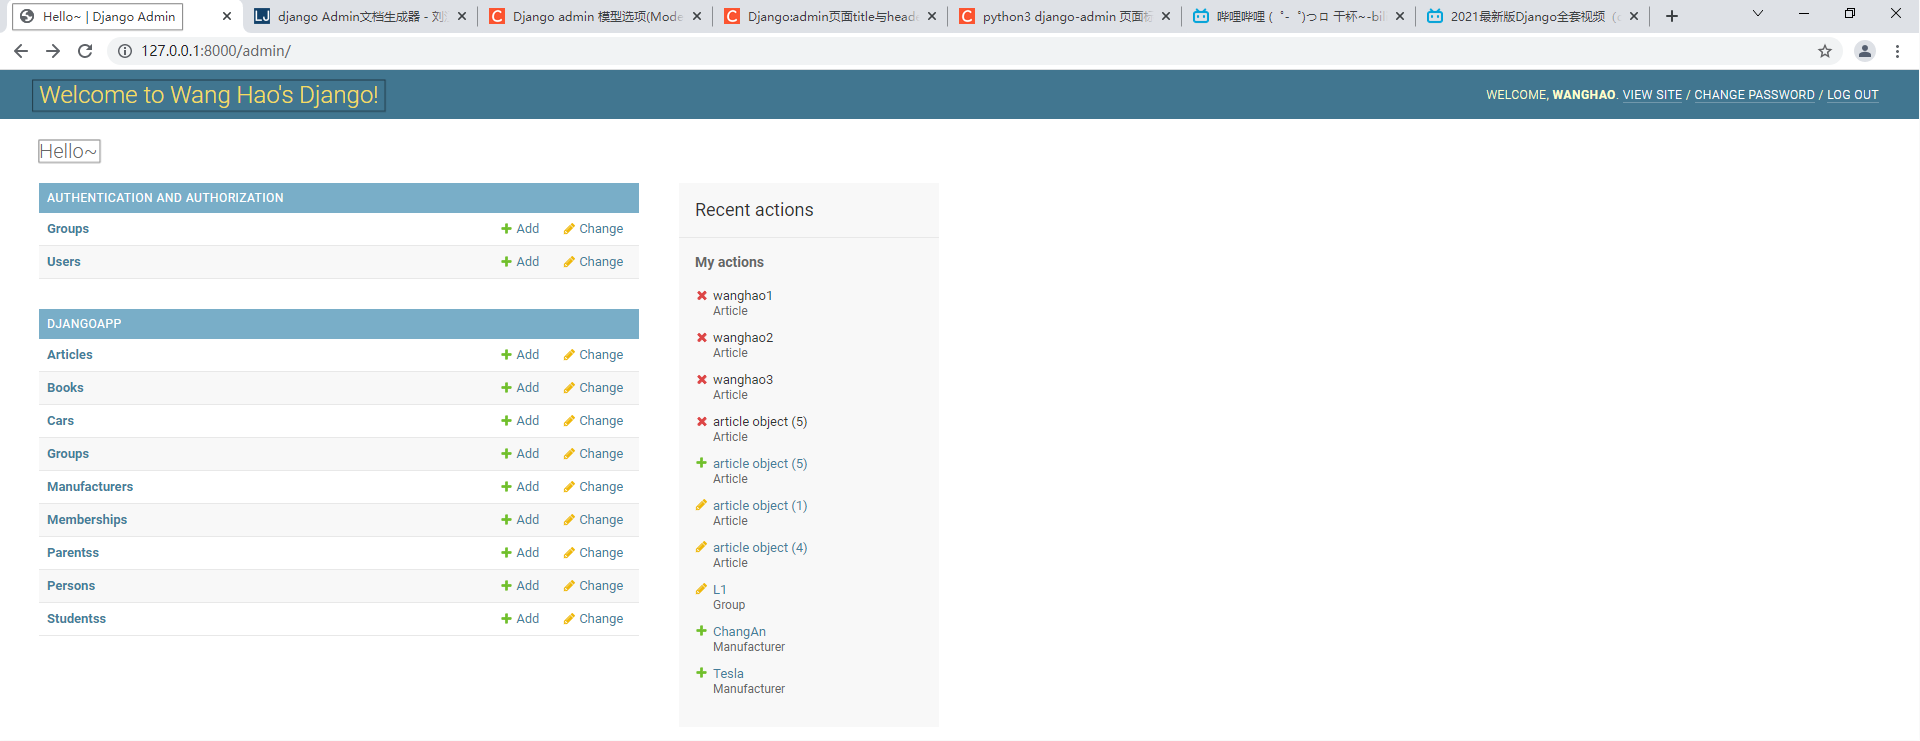 Hello~ | Django Admin
django Admin文档生成器 - 刘
Django admin 模型选项(Mode
Django:admin页面title与heade
python3 django-admin 页面标
哔哩哔哩 ( ゜- ゜)つロ 干杯~-bil
2021最新版Django全套视频
127.0.0.1:8000/admin/
Welcome to Wang Hao's Django!
WELCOME, WANGHAO. VIEW SITE / CHANGE PASSWORD / LOG OUT
Hello~
AUTHENTICATION AND AUTHORIZATION
Groups Add Change
Users Add Change
DJANGOAPP
Articles Add Change
Books Add Change
Cars Add Change
Groups Add Change
Manufacturers Add Change
Memberships Add Change
Parentss Add Change
Persons Add Change
Studentss Add Change
Recent actions
My actions
wanghao1
Article
wanghao2
Article
wanghao3
Article
article object (5)
Article
article object (5)
Article
article object (1)
Article
article object (4)
Article
L1
Group
ChangAn
Manufacturer
Tesla
Manufacturer